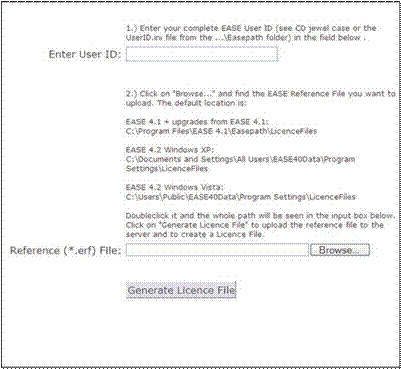 1.) Enter your complete EASE User ID (see CD jewel case or the
UserID.ini file from the ...\Easepath folder) in the field below .
Enter User ID:
2.) Click on "Browse..." and find the EASE Reference File you want to
upload. The default location is:
EASE 4.1 + upgrades from EASE 4.1:
C:\Program Files\EASE 4.1\Easepath\LicenceFiles
EASE 4.2 Windows XP:
C:\Documents and Settings\All Users\EASE40Data\Program
Settings\LicenceFiles
EASE 4.2 Windows Vista:
C:\Users\Public\EASE40Data\Program Settings\LicenceFiles
Doubleclick it and the whole path will be seen in the input box below.
Click on "Generate Licence File" to upload the reference file to the
server and to create a Licence File.
Reference (*.erf) File: Browse...
Generate Licence File